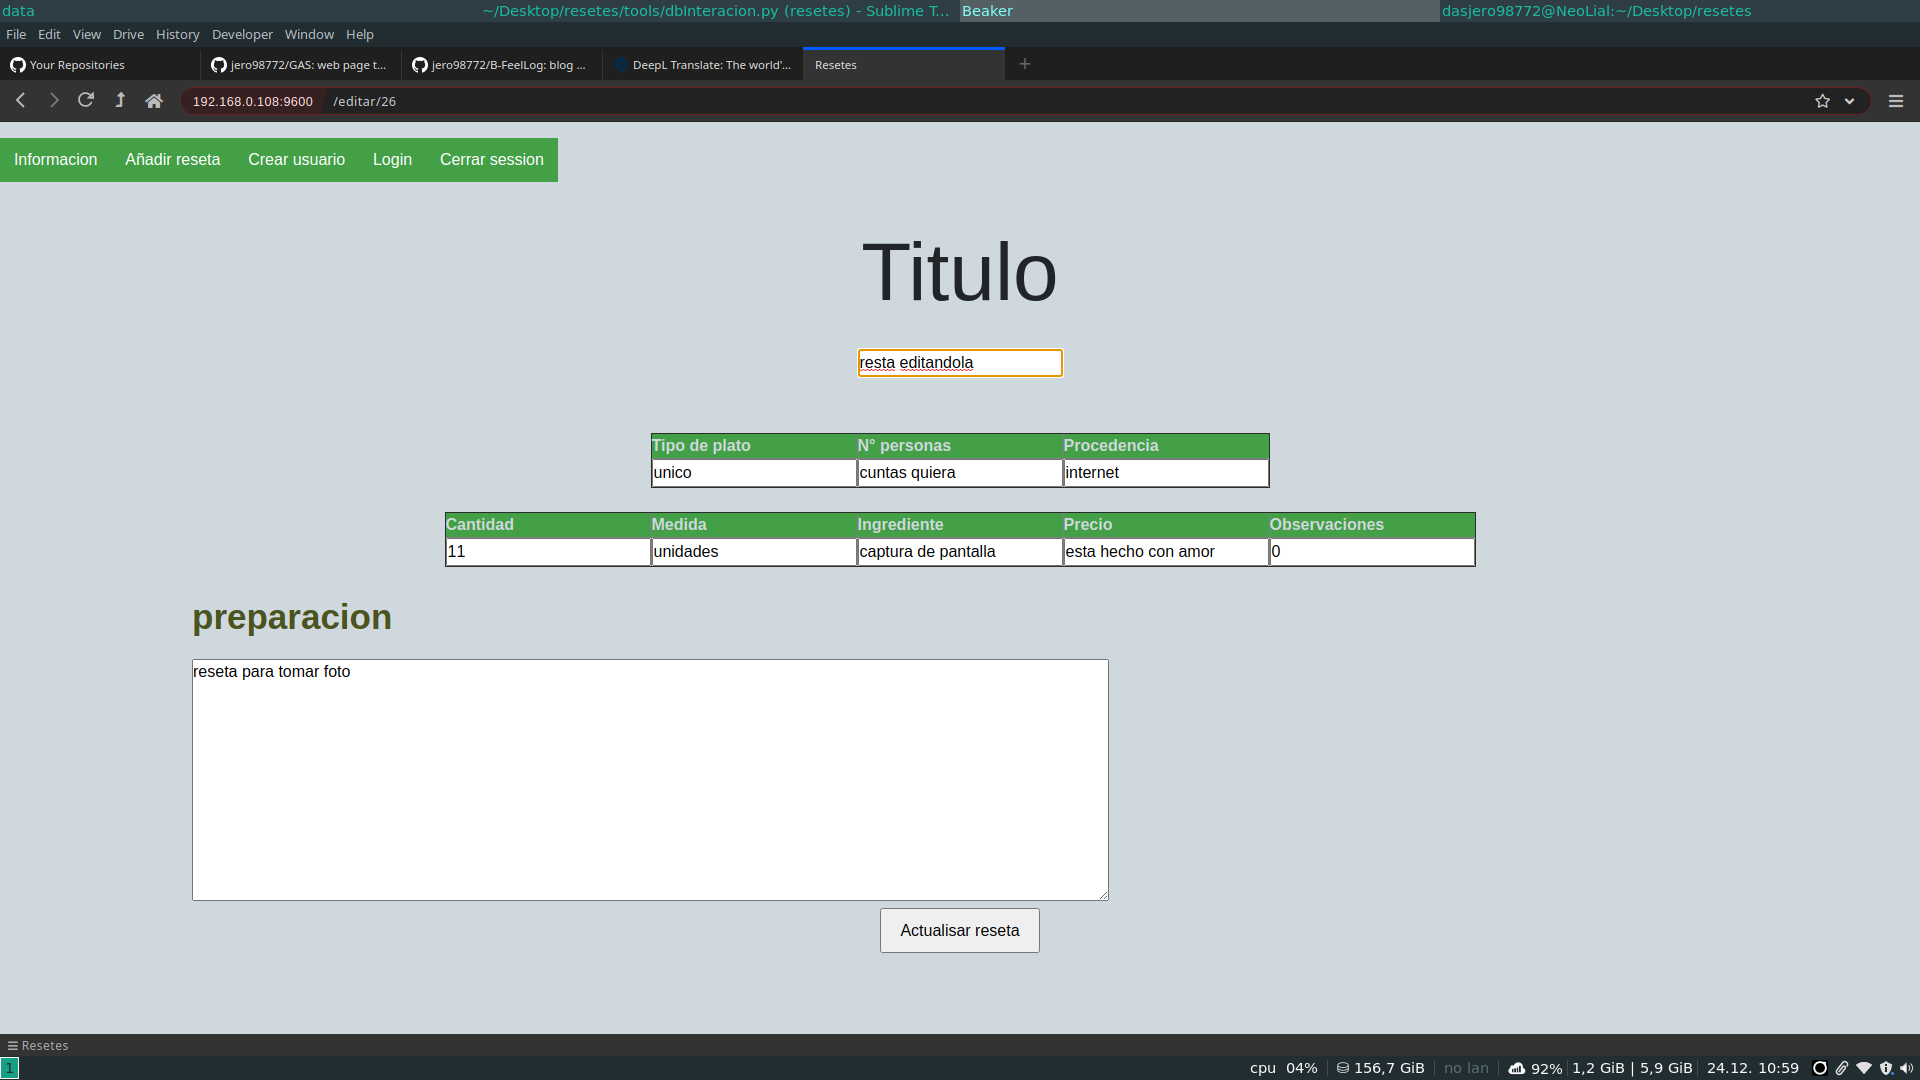 data ~/Desktop/resetes/tools/dbInteracion.py (resetes) - Sublime T... Beaker dasjero98772@NeoLial:~/Desktop/resetes
File Edit View Drive History Developer Window Help
Your Repositories jero98772/GAS: web page t... jero98772/B-FeelLog: blog ... DeepL Translate: The world'... Resetes +
192.168.0.108:9600 /editar/26
Informacion Añadir reseta Crear usuario Login Cerrar session
Titulo
resta editandola
Tipo de plato N° personas Procedencia
unico cuntas quiera internet
Cantidad Medida Ingrediente Precio Observaciones
11 unidades captura de pantalla esta hecho con amor 0
preparacion
reseta para tomar foto
Actualisar reseta
Resetes
1 cpu 04% 156,7 GiB no lan 92% 1,2 GiB | 5,9 GiB 24.12. 10:59